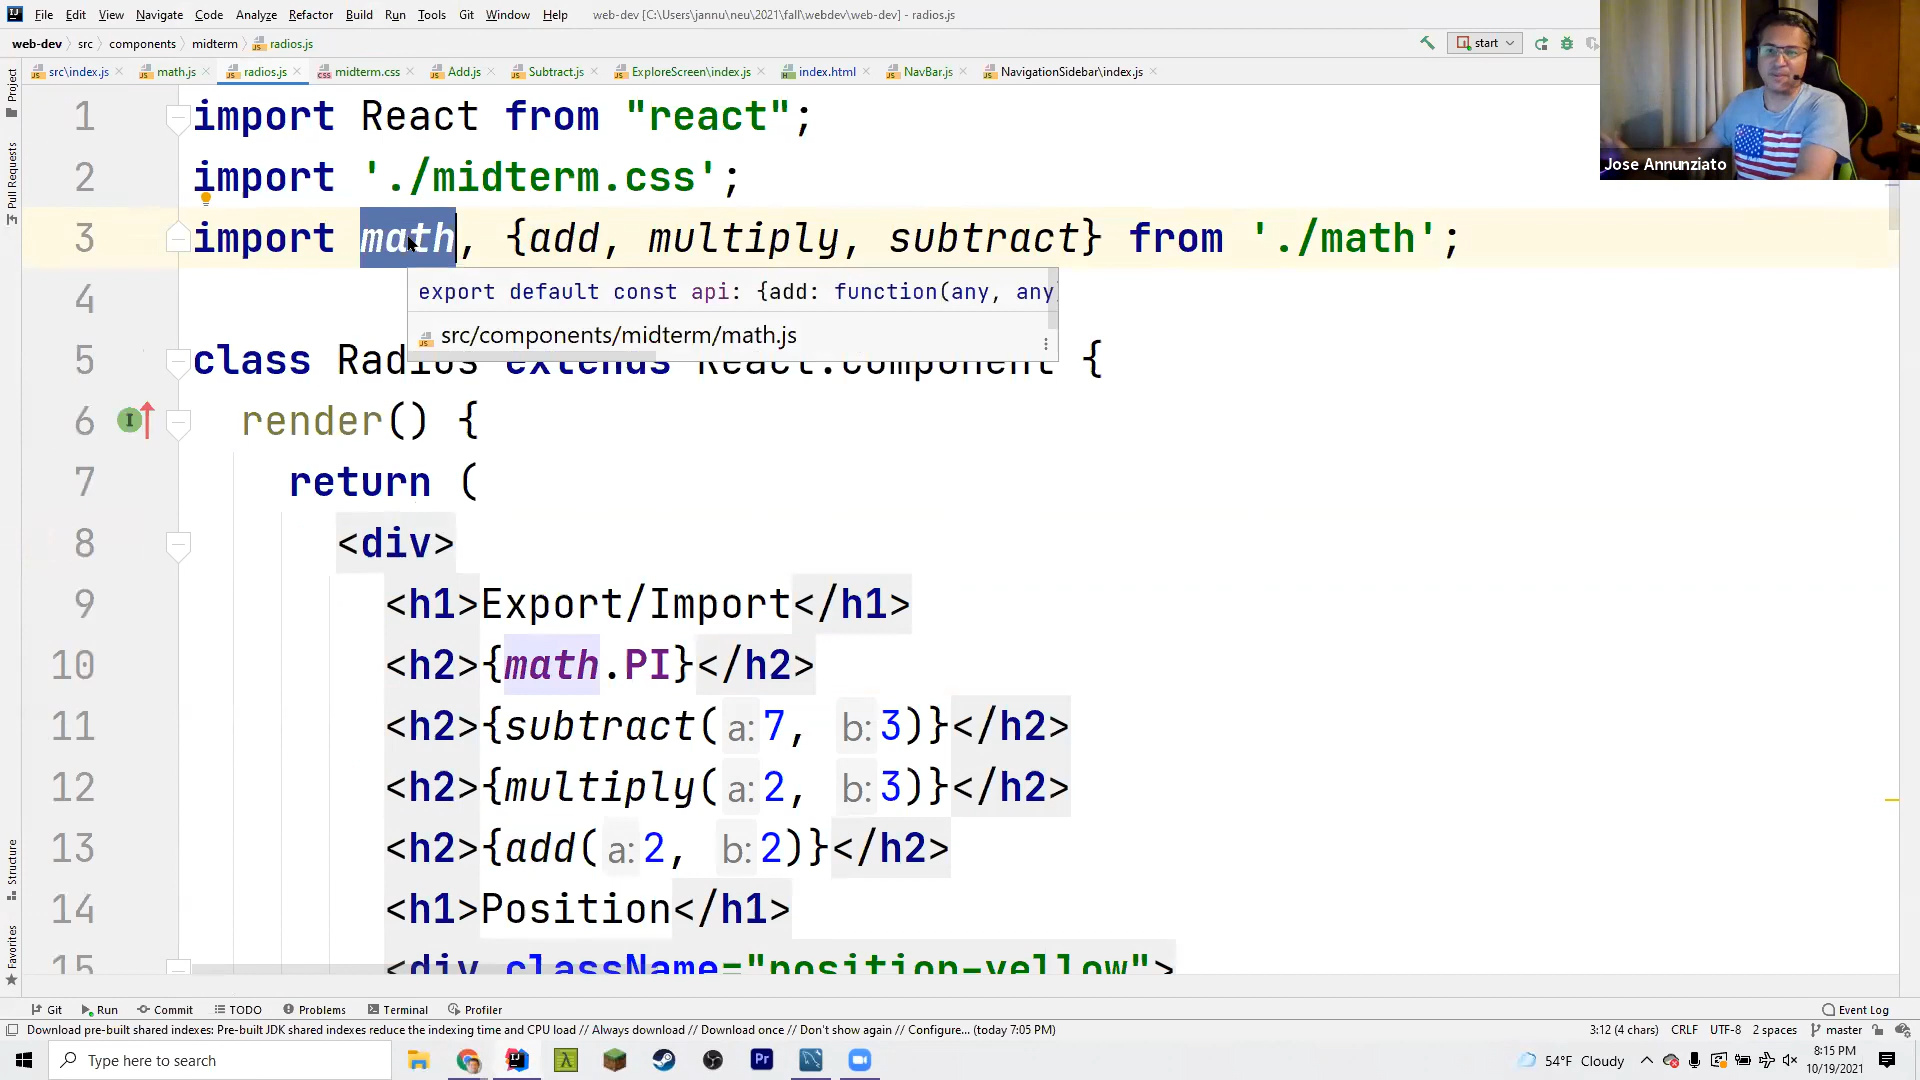 File Edit View Navigate Code Analyze Refactor Build Run Tools Git Window Help web-dev [C:\Users\jannu\neu\2021\fall\webdev\web-dev] - radios.js
web-dev src components midterm radios.js start
src\index.js math.js radios.js midterm.css Add.js Subtract.js ExploreScreen\index.js index.html NavBar.js NavigationSidebar\index.js
Project
Pull Requests
Structure
Favorites
Jose Annunziato
1 import React from "react";
2 import './midterm.css';
3 import math, {add, multiply, subtract} from './math';
export default const api: {add: function(any, any
4
src/components/midterm/math.js
5 class Radios extends React.Component {
6 render() {
7 return (
8 <div>
9 <h1>Export/Import</h1>
10 <h2>{math.PI}</h2>
11 <h2>{subtract( a: 7, b: 3)}</h2>
12 <h2>{multiply( a: 2, b: 3)}</h2>
13 <h2>{add( a: 2, b: 2)}</h2>
14 <h1>Position</h1>
15 <div className="position-yellow">
Git Run Commit TODO Problems Terminal Profiler Event Log
Download pre-built shared indexes: Pre-built JDK shared indexes reduce the indexing time and CPU load // Always download // Download once // Don't show again // Configure... (today 7:05 PM) 3:12 (4 chars) CRLF UTF-8 2 spaces master
Type here to search 54°F Cloudy 8:15 PM
10/19/2021